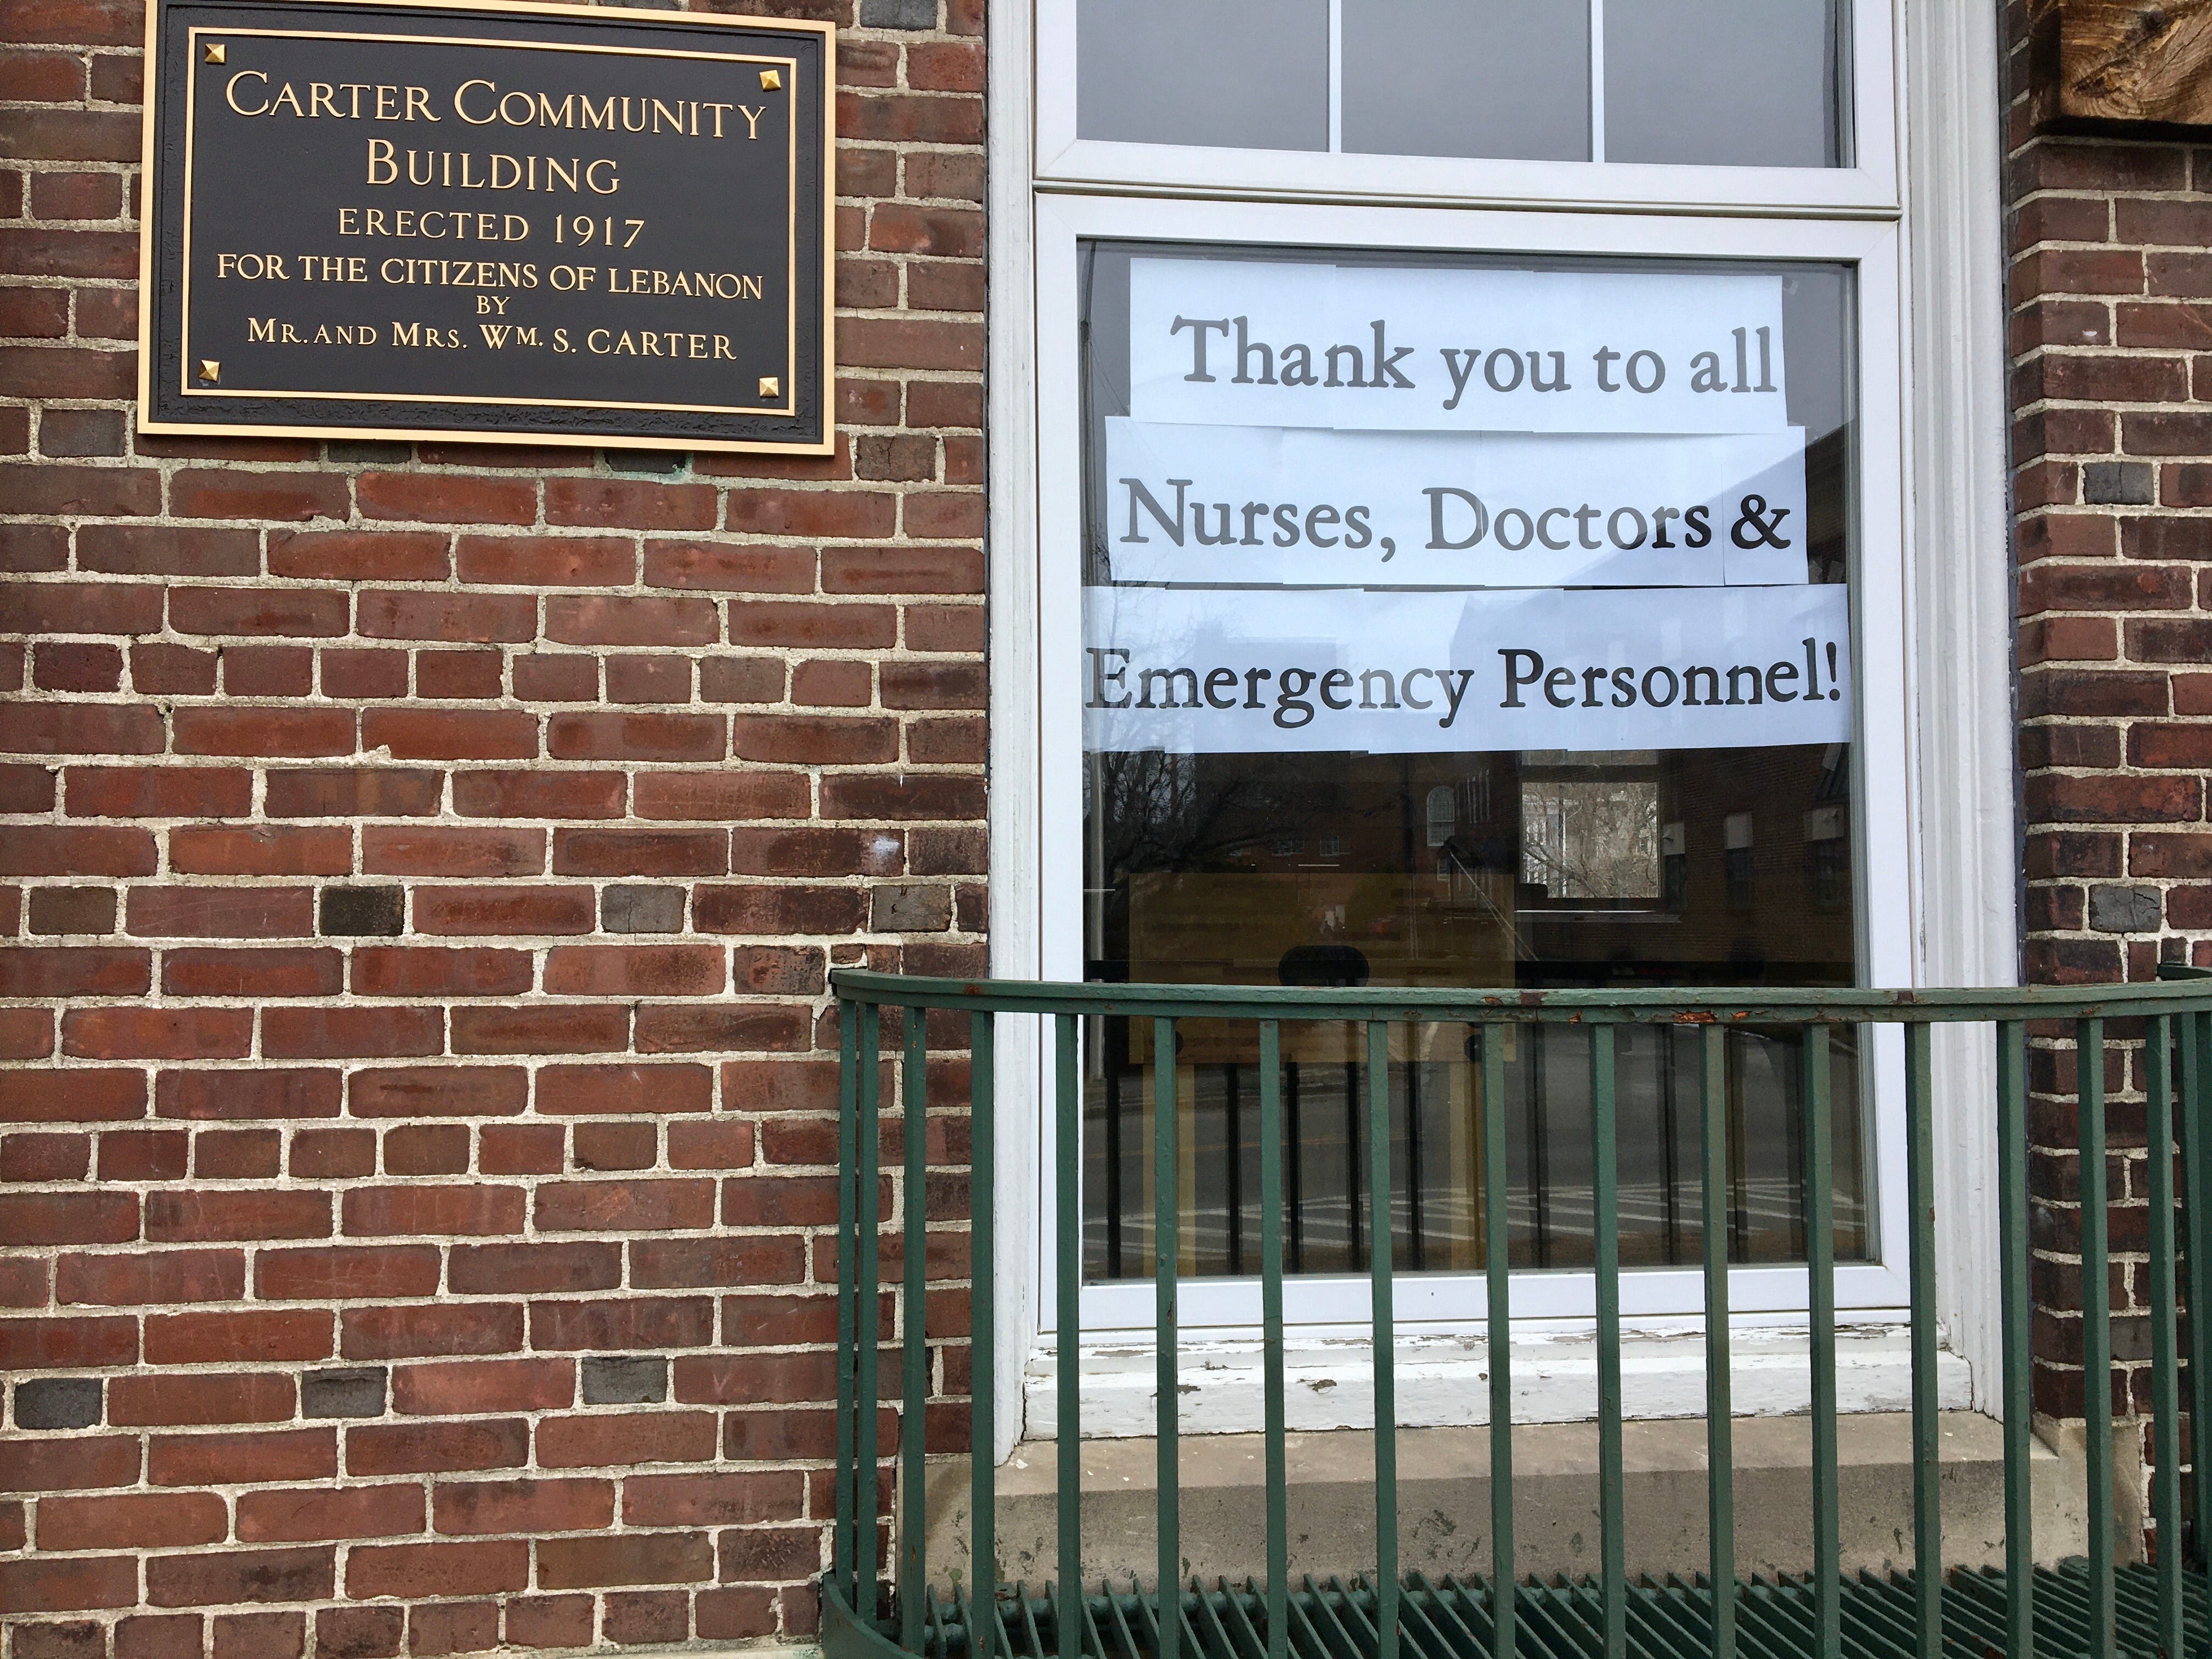 CARTER COMMUNITY
BUILDING
ERECTED 1917
FOR THE CITIZENS OF LEBANON
BY
MR. AND MRS. WM. S. CARTER
Thank you to all
Nurses, Doctors &
Emergency Personnel!